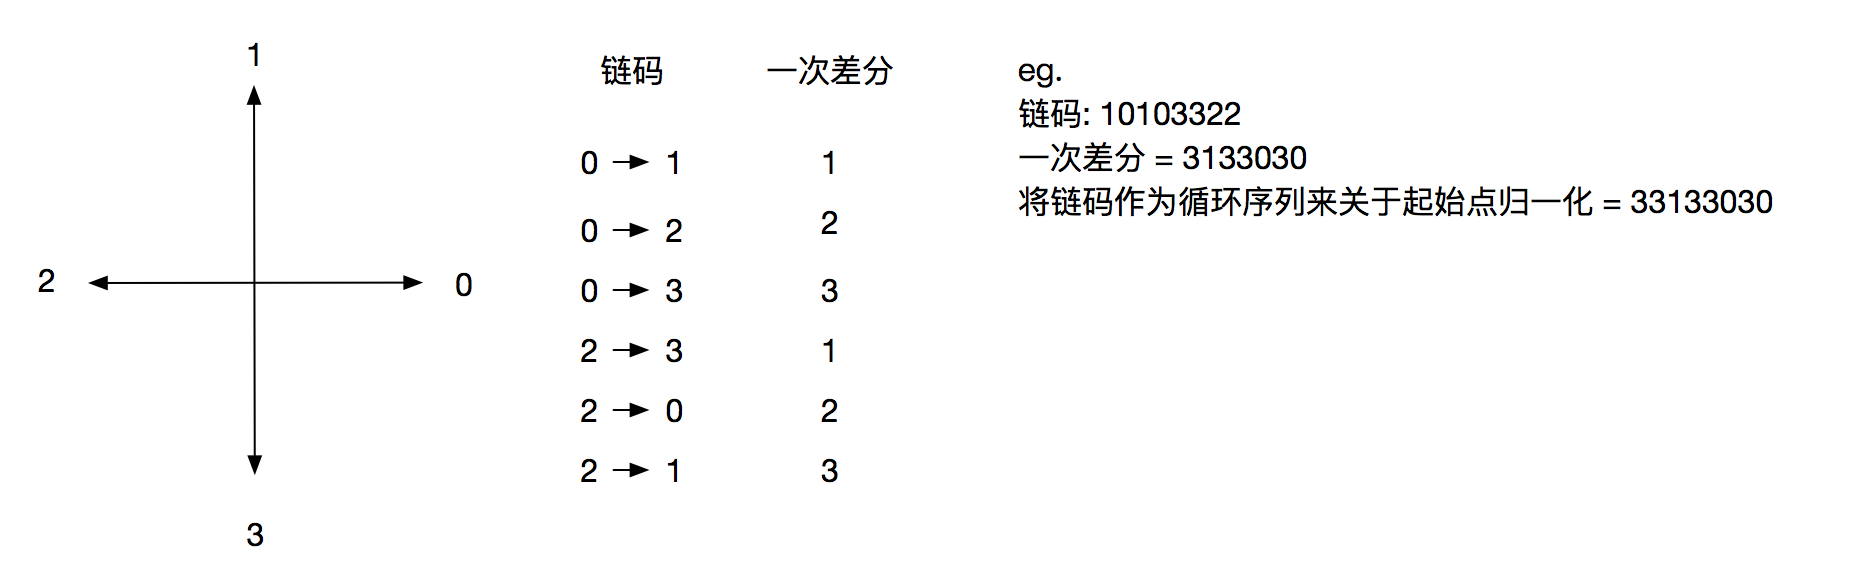 1
2
0
3
链码 一次差分
0 → 1 1
0 → 2 2
0 → 3 3
2 → 3 1
2 → 0 2
2 → 1 3
eg.
链码: 10103322
一次差分 = 3133030
将链码作为循环序列来关于起始点归一化 = 33133030